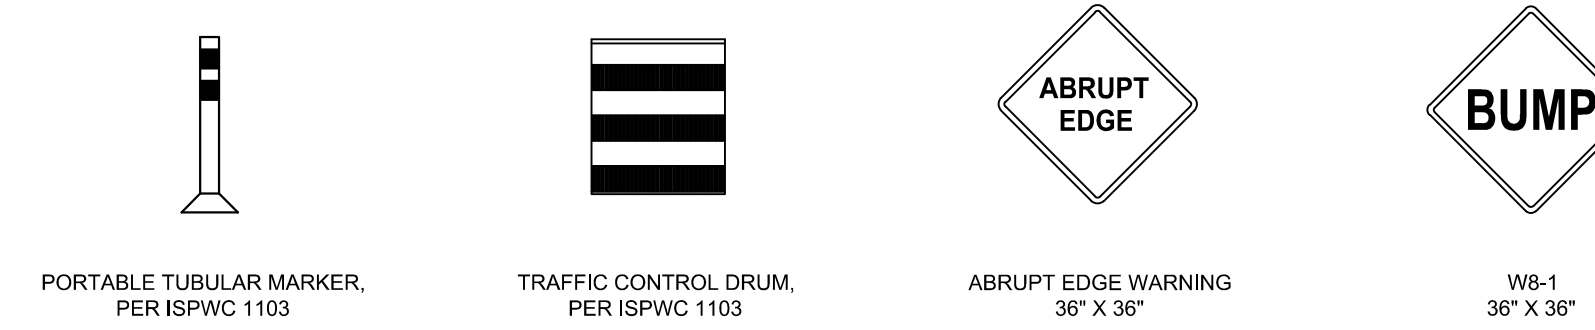 ABRUPT
EDGE
BUMP
PORTABLE TUBULAR MARKER,
PER ISPWC 1103
TRAFFIC CONTROL DRUM,
PER ISPWC 1103
ABRUPT EDGE WARNING
36" X 36"
W8-1
36" X 36"